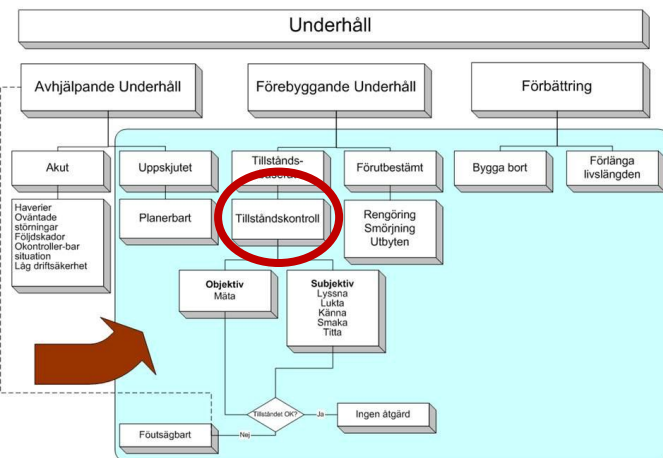 Underhåll
Avhjälpande Underhåll
Förebyggande Underhåll
Förbättring
Akut
Uppskjutet
Tillstånds-
Förutbestämt
Bygga bort
Förlänga
livslängden
Haverier
Oväntade
störningar
Följdskador
Okontroller-bar
situation
Låg driftsäkerhet
Planerbart
Tillståndskontroll
Rengöring
Smörjning
Utbyten
Objektiv
Mäta
Subjektiv
Lyssna
Lukta
Känna
Smaka
Titta
Tillståndet OK?
Ja
Ingen åtgärd
Nej
Föutsägbart